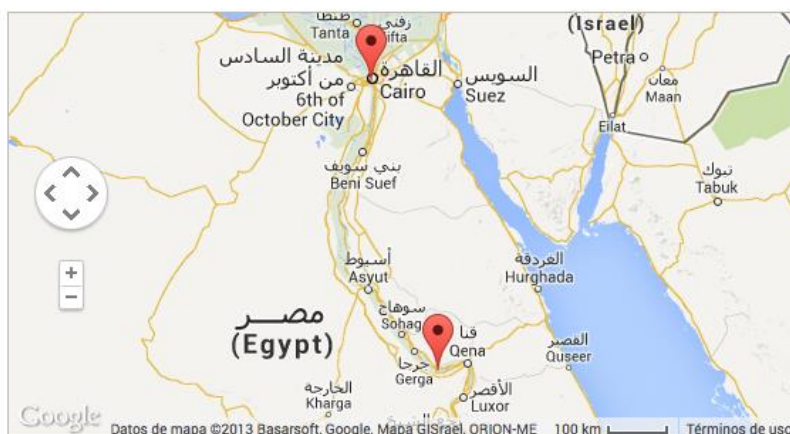 طنطا
Tanta
زفتى
Zifta
(Israel)
Petra
مدينة السادس
من أكتوبر
6th of
October City
القاهرة
Cairo
السويس
Suez
معان
Maan
Eilat
بني سويف
Beni Suef
تبوك
Tabuk
أسيوط
Asyut
الغردقة
Hurghada
مصر
(Egypt)
سوهاج
Sohag
قنا
Qena
القصير
Quseer
جرجا
Gerga
الخارجة
Kharga
الأقصر
Luxor
Google
Datos de mapa ©2013 Basarsoft, Google, Mapa GISrael, ORION-ME
100 km
Términos de uso
+
−